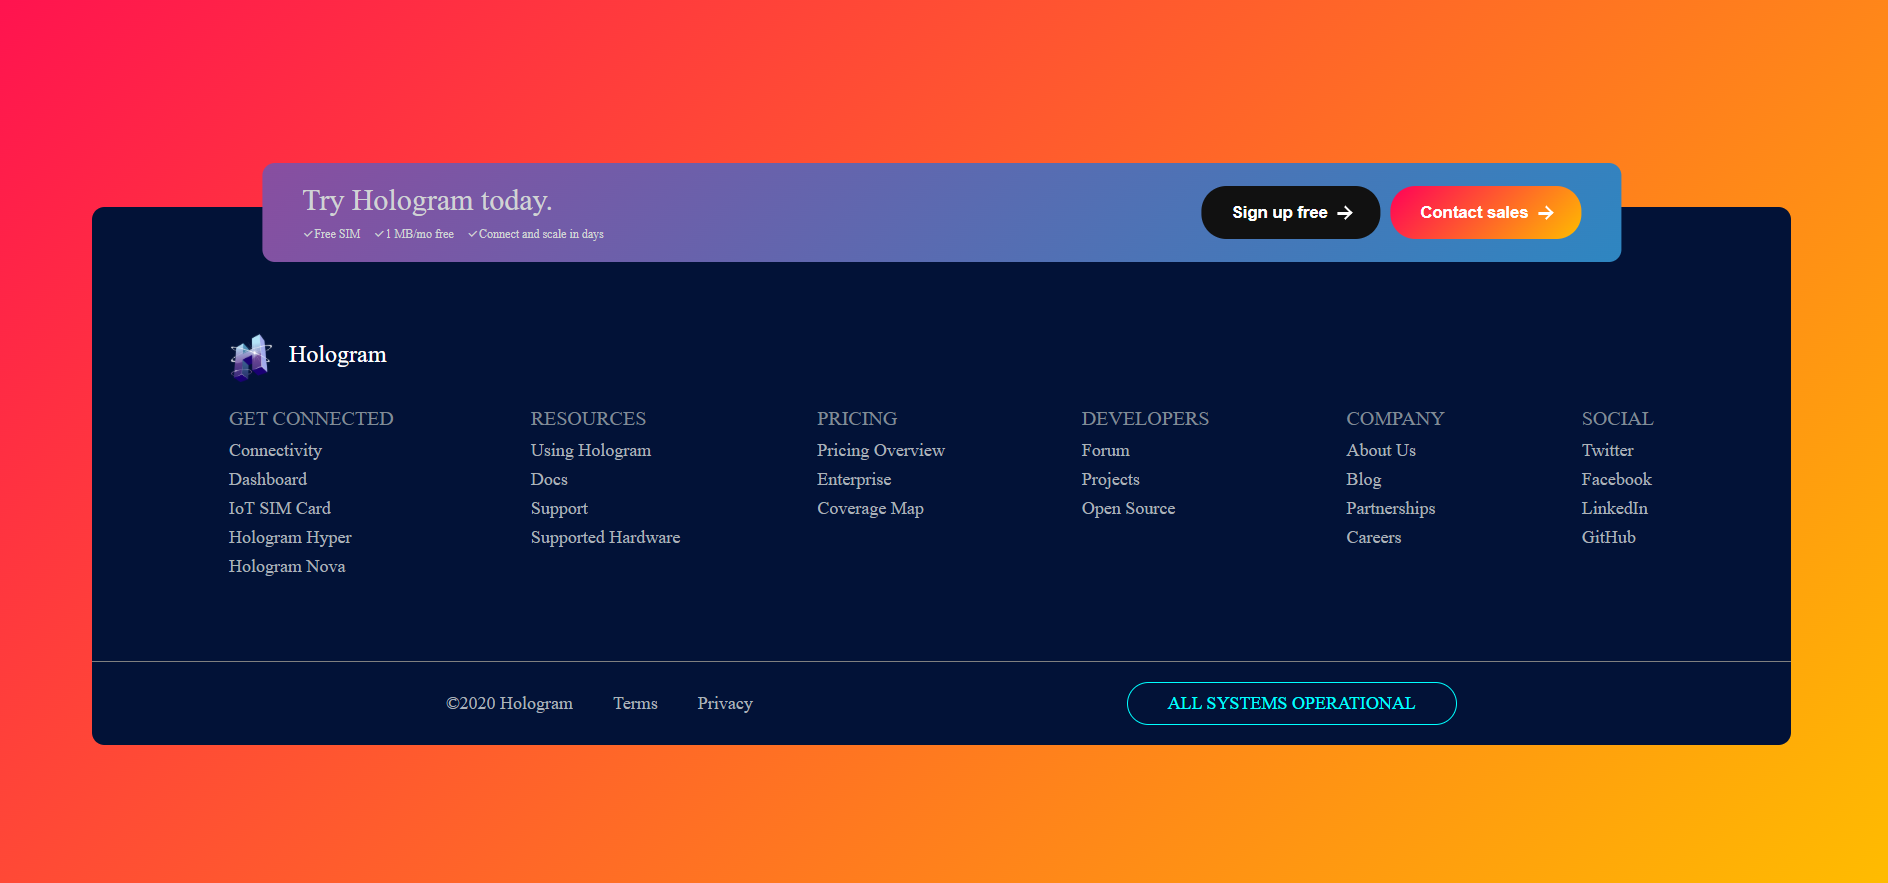 Try Hologram today.
Free SIM 1 MB/mo free Connect and scale in days
Sign up free
Contact sales
Hologram
GET CONNECTED
Connectivity
Dashboard
IoT SIM Card
Hologram Hyper
Hologram Nova
RESOURCES
Using Hologram
Docs
Support
Supported Hardware
PRICING
Pricing Overview
Enterprise
Coverage Map
DEVELOPERS
Forum
Projects
Open Source
COMPANY
About Us
Blog
Partnerships
Careers
SOCIAL
Twitter
Facebook
LinkedIn
GitHub
©2020 Hologram Terms Privacy
ALL SYSTEMS OPERATIONAL